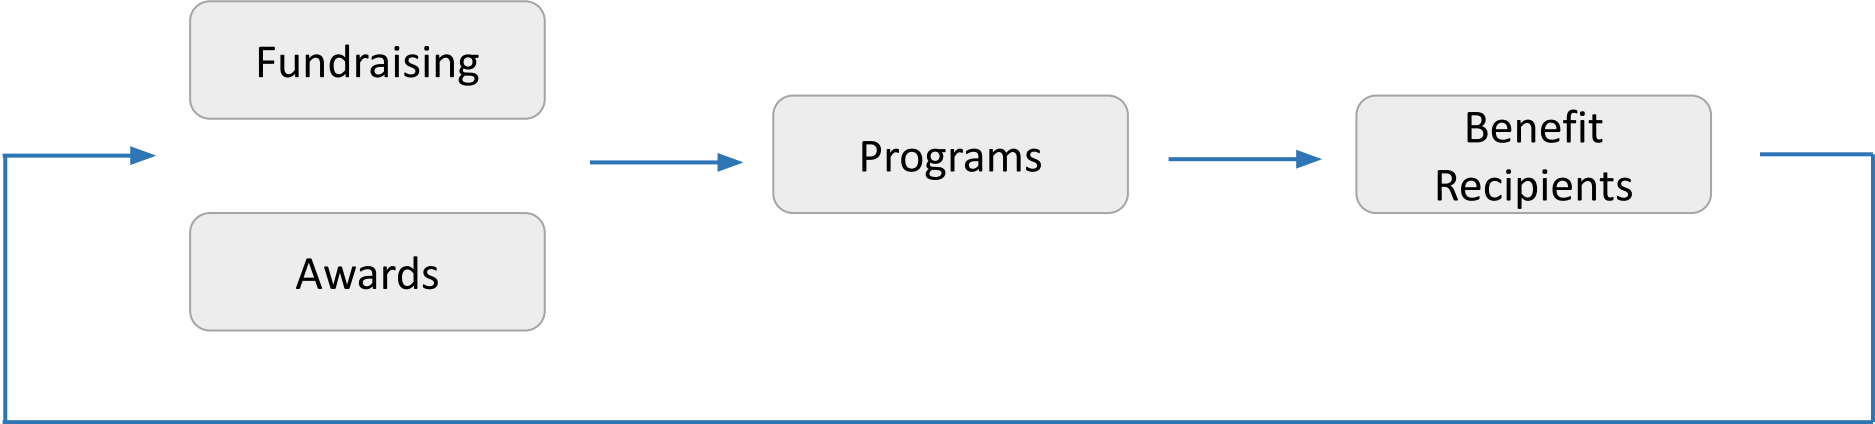 Fundraising
Awards
Programs
Benefit
Recipients